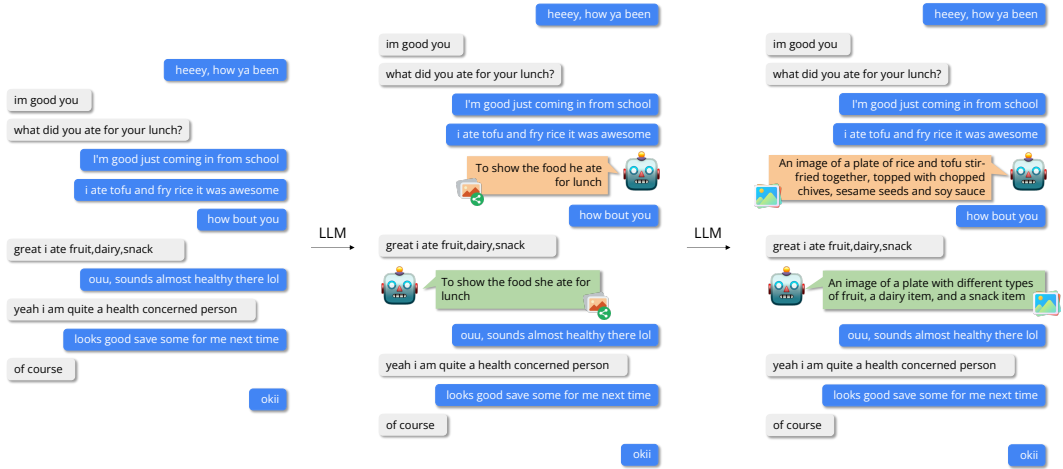 heeey, how ya been
im good you
what did you ate for your lunch?
I'm good just coming in from school
i ate tofu and fry rice it was awesome
how bout you
great i ate fruit,dairy,snack
ouu, sounds almost healthy there lol
yeah i am quite a health concerned person
looks good save some for me next time
of course
okii
LLM
heeey, how ya been
im good you
what did you ate for your lunch?
I'm good just coming in from school
i ate tofu and fry rice it was awesome
To show the food he ate
for lunch
how bout you
great i ate fruit,dairy,snack
To show the food she ate for
lunch
ouu, sounds almost healthy there lol
yeah i am quite a health concerned person
looks good save some for me next time
of course
okii
LLM
heeey, how ya been
im good you
what did you ate for your lunch?
I'm good just coming in from school
i ate tofu and fry rice it was awesome
An image of a plate of rice and tofu stir-
fried together, topped with chopped
chives, sesame seeds and soy sauce
how bout you
great i ate fruit,dairy,snack
An image of a plate with different types
of fruit, a dairy item, and a snack item
ouu, sounds almost healthy there lol
yeah i am quite a health concerned person
looks good save some for me next time
of course
okii